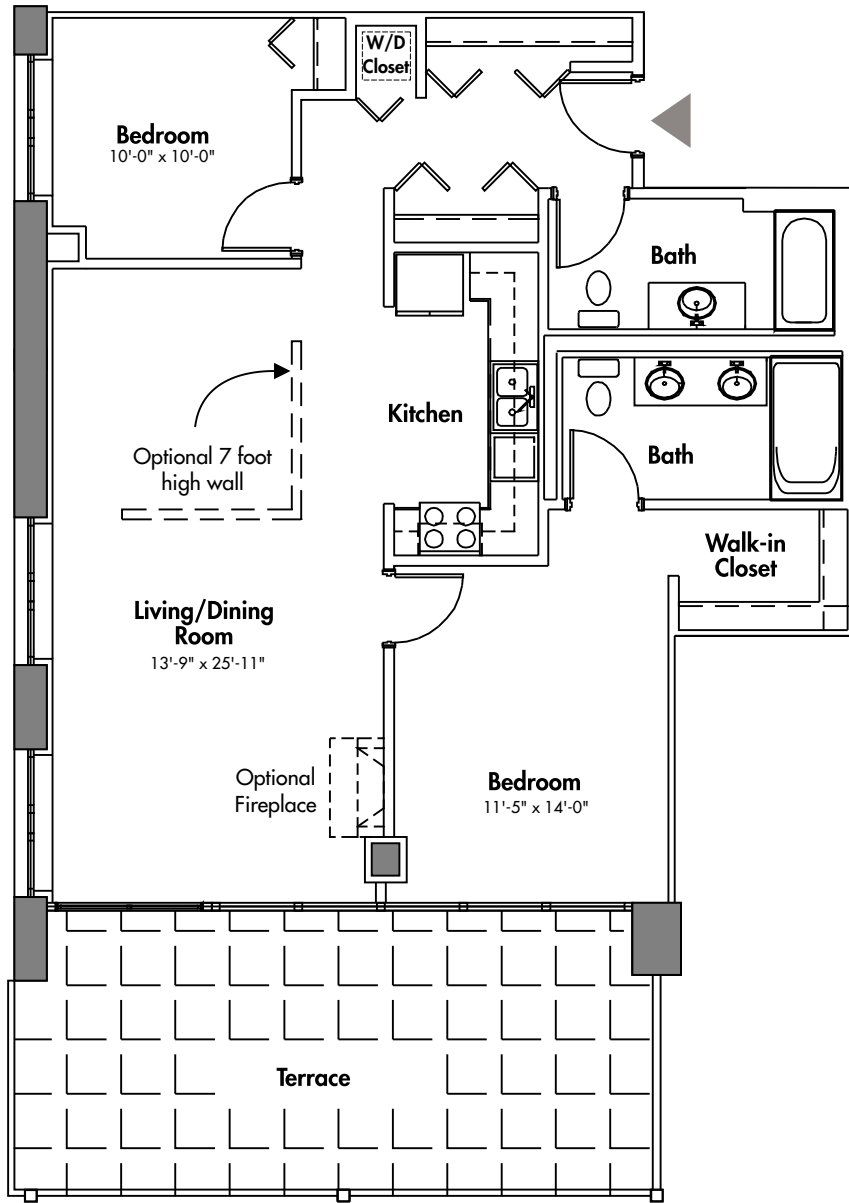 W/D
Closet
Bedroom
10'-0" x 10'-0"
Bath
Kitchen
Optional 7 foot
high wall
Bath
Walk-in
Closet
Living/Dining
Room
13'-9" x 25'-11"
Optional
Fireplace
Bedroom
11'-5" x 14'-0"
Terrace